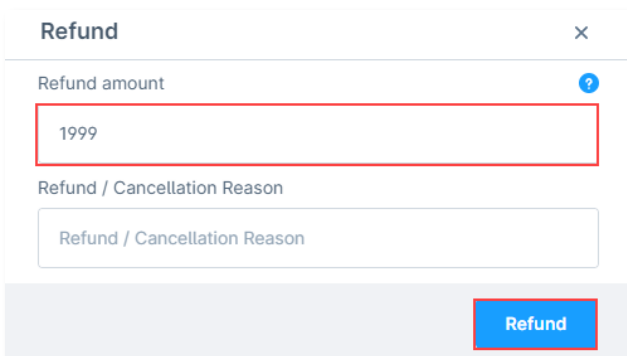 Refund ×
Refund amount ?
1999
Refund / Cancellation Reason
Refund / Cancellation Reason
Refund